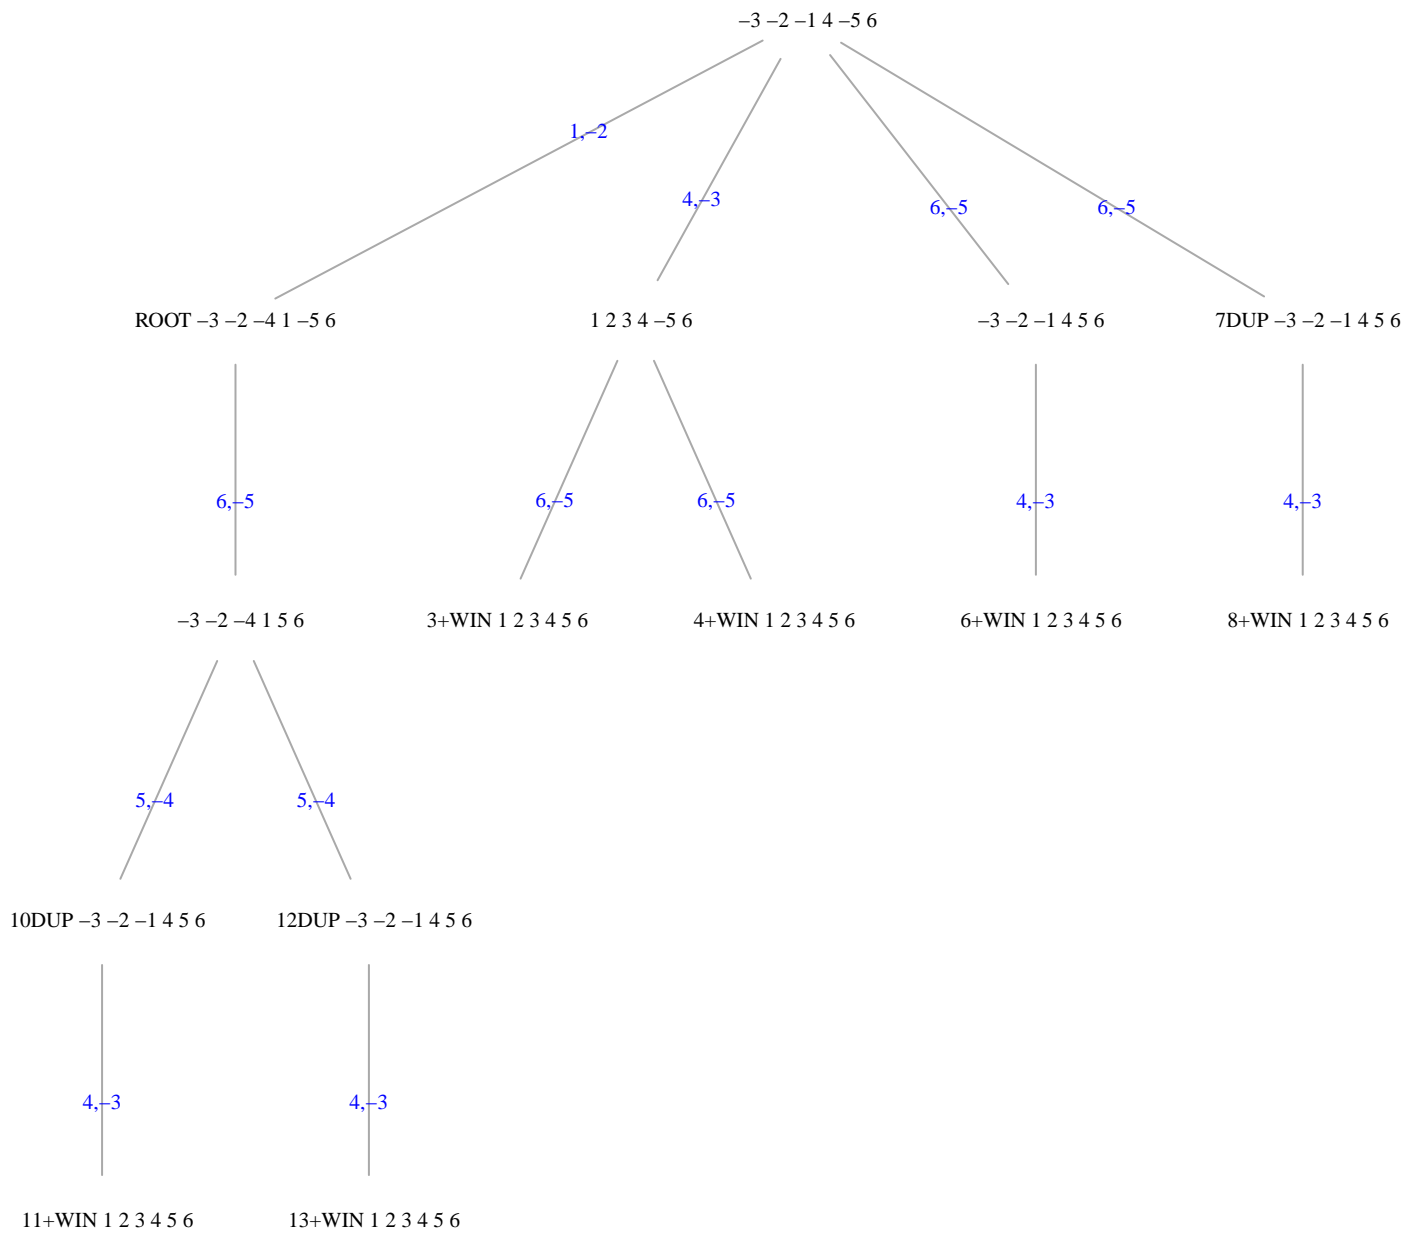 −3 −2 −1 4 −5 6
1,−2
4,−3
6,−5
6,−5
ROOT −3 −2 −4 1 −5 6
1 2 3 4 −5 6
−3 −2 −1 4 5 6
7DUP −3 −2 −1 4 5 6
6,−5
6,−5
6,−5
4,−3
4,−3
−3 −2 −4 1 5 6
3+WIN 1 2 3 4 5 6
4+WIN 1 2 3 4 5 6
6+WIN 1 2 3 4 5 6
8+WIN 1 2 3 4 5 6
5,−4
5,−4
10DUP −3 −2 −1 4 5 6
12DUP −3 −2 −1 4 5 6
4,−3
4,−3
11+WIN 1 2 3 4 5 6
13+WIN 1 2 3 4 5 6